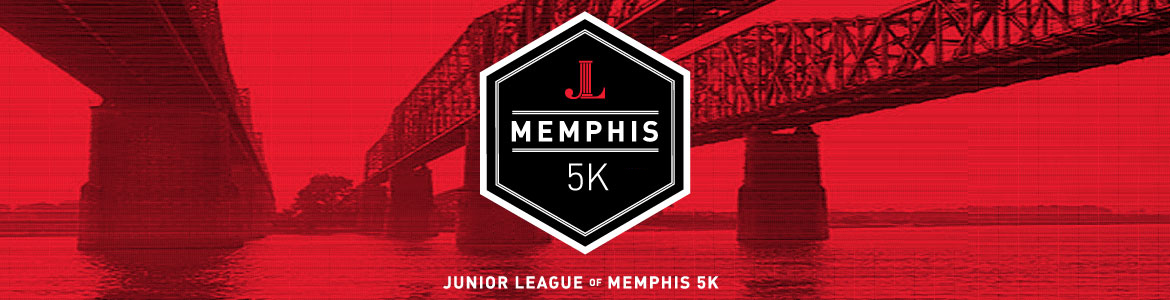 JL
MEMPHIS
5K
JUNIOR LEAGUE OF MEMPHIS 5K